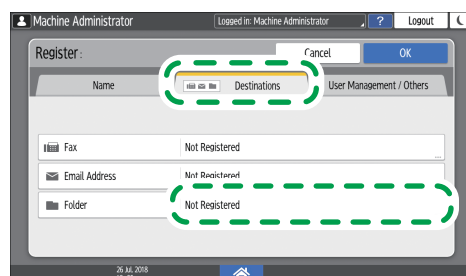 Machine Administrator Logged in: Machine Administrator ? Logout
Register : Cancel OK
Name Destinations User Management / Others
Fax Not Registered ...
Email Address Not Registered
Folder Not Registered
26 Jul. 2018